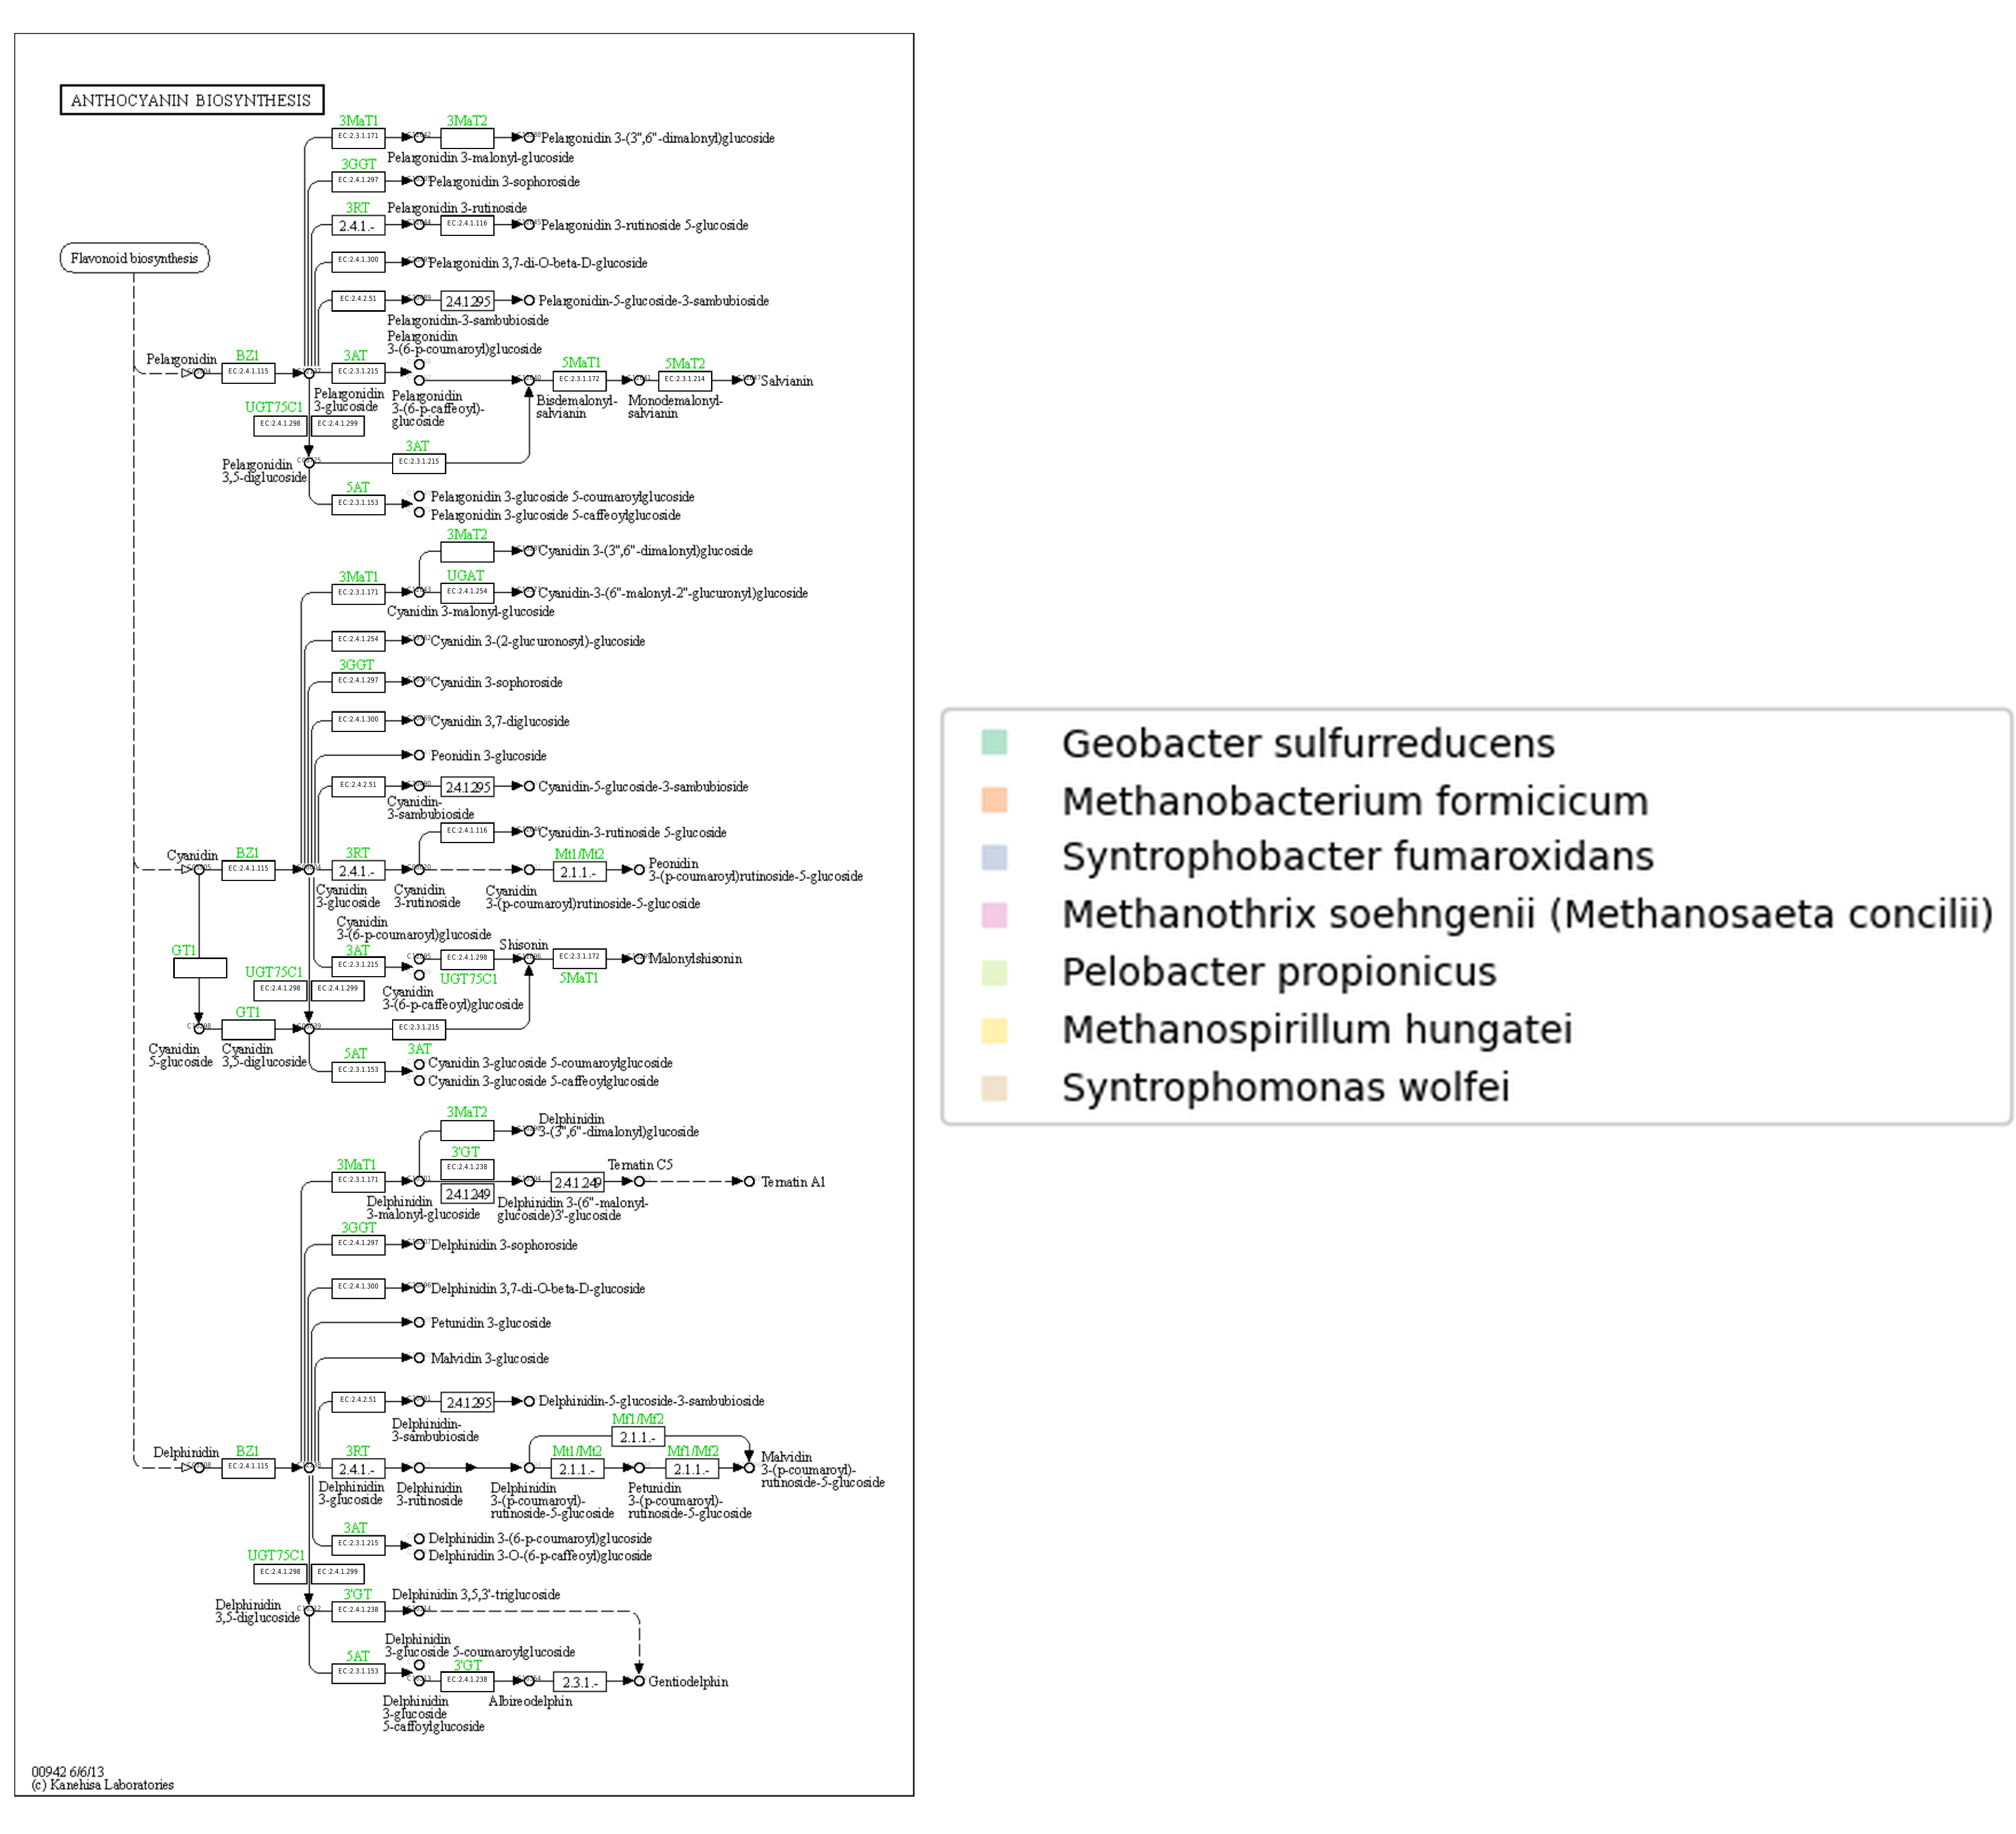 ANTHOCYANIN BIOSYNTHESIS
3MaT1
3MaT2
EC:2.3.1.171
Pelargonidin 3-(3",6"-dimalonyl)glucoside
Pelargonidin 3-malonyl-glucoside
3GGT
EC:2.4.1.297
Pelargonidin 3-sophoroside
3RT
Pelargonidin 3-rutinoside
2.4.1.-
EC:2.4.1.116
Pelargonidin 3-rutinoside 5-glucoside
Flavonoid biosynthesis
EC:2.4.1.300
Pelargonidin 3,7-di-O-beta-D-glucoside
EC:2.4.2.51
2.4.1.295
Pelargonidin-5-glucoside-3-sambubioside
Pelargonidin-3-sambubioside
Pelargonidin
3-(6-p-coumaroyl)glucoside
Pelargonidin
BZ1
EC:2.4.1.115
3AT
EC:2.3.1.215
5MaT1
EC:2.3.1.172
5MaT2
EC:2.3.1.214
Salvianin
Pelargonidin
3-glucoside
Pelargonidin
3-(6-p-caffeoyl)-
glucoside
Bisdemalonyl-
salvianin
Monodemalonyl-
salvianin
UGT75C1
EC:2.4.1.298
EC:2.4.1.299
3AT
EC:2.3.1.215
Pelargonidin
3,5-diglucoside
5AT
EC:2.3.1.153
Pelargonidin 3-glucoside 5-coumaroylglucoside
Pelargonidin 3-glucoside 5-caffeoylglucoside
3MaT2
Cyanidin 3-(3",6"-dimalonyl)glucoside
3MaT1
EC:2.3.1.171
UGAT
EC:2.4.1.254
Cyanidin-3-(6"-malonyl-2"-glucuronyl)glucoside
Cyanidin 3-malonyl-glucoside
EC:2.4.1.254
Cyanidin 3-(2-glucuronosyl)-glucoside
3GGT
EC:2.4.1.297
Cyanidin 3-sophoroside
EC:2.4.1.300
Cyanidin 3,7-diglucoside
Peonidin 3-glucoside
EC:2.4.2.51
2.4.1.295
Cyanidin-5-glucoside-3-sambubioside
Cyanidin-
3-sambubioside
EC:2.4.1.116
Cyanidin-3-rutinoside 5-glucoside
Cyanidin
BZ1
EC:2.4.1.115
3RT
2.4.1.-
Mt1/Mt2
2.1.1.-
Peonidin
3-(p-coumaroyl)rutinoside-5-glucoside
Cyanidin
3-glucoside
Cyanidin
3-rutinoside
Cyanidin
3-(p-coumaroyl)rutinoside-5-glucoside
Cyanidin
3-(6-p-coumaroyl)glucoside
GT1
3AT
EC:2.3.1.215
EC:2.4.1.298
UGT75C1
Shisonin
EC:2.3.1.172
5MaT1
Malonylshisonin
UGT75C1
EC:2.4.1.298
EC:2.4.1.299
Cyanidin
3-(6-p-caffeoyl)glucoside
GT1
EC:2.3.1.215
3AT
Cyanidin
5-glucoside
Cyanidin
3,5-diglucoside
5AT
EC:2.3.1.153
Cyanidin 3-glucoside 5-coumaroylglucoside
Cyanidin 3-glucoside 5-caffeoylglucoside
3MaT2
Delphinidin
3-(3",6"-dimalonyl)glucoside
3MaT1
EC:2.3.1.171
3'GT
EC:2.4.1.238
2.4.1.249
2.4.1.249
Ternatin C5
Ternatin A1
Delphinidin
3-malonyl-glucoside
Delphinidin 3-(6"-malonyl-
glucoside)3'-glucoside
3GGT
EC:2.4.1.297
Delphinidin 3-sophoroside
EC:2.4.1.300
Delphinidin 3,7-di-O-beta-D-glucoside
Petunidin 3-glucoside
Malvidin 3-glucoside
EC:2.4.2.51
2.4.1.295
Delphinidin-5-glucoside-3-sambubioside
Delphinidin-
3-sambubioside
Mf1/Mf2
2.1.1.-
Delphinidin
BZ1
EC:2.4.1.115
3RT
2.4.1.-
Mt1/Mt2
2.1.1.-
Mf1/Mf2
2.1.1.-
Malvidin
3-(p-coumaroyl)-
rutinoside-5-glucoside
Delphinidin
3-glucoside
Delphinidin
3-rutinoside
Delphinidin
3-(p-coumaroyl)-
rutinoside-5-glucoside
Petunidin
3-(p-coumaroyl)-
rutinoside-5-glucoside
3AT
EC:2.3.1.215
Delphinidin 3-(6-p-coumaroyl)glucoside
Delphinidin 3-O-(6-p-caffeoyl)glucoside
UGT75C1
EC:2.4.1.298
EC:2.4.1.299
Delphinidin
3,5-diglucoside
3'GT
EC:2.4.1.238
Delphinidin 3,5,3'-triglucoside
Delphinidin
3-glucoside 5-coumaroylglucoside
5AT
EC:2.3.1.153
3'GT
EC:2.4.1.238
2.3.1.-
Gentiodelphin
Delphinidin
3-glucoside
5-caffoylglucoside
Albireodelphin
00942 6/6/13
(c) Kanehisa Laboratories
Geobacter sulfurreducens
Methanobacterium formicicum
Syntrophobacter fumaroxidans
Methanothrix soehngenii (Methanosaeta concilii)
Pelobacter propionicus
Methanospirillum hungatei
Syntrophomonas wolfei